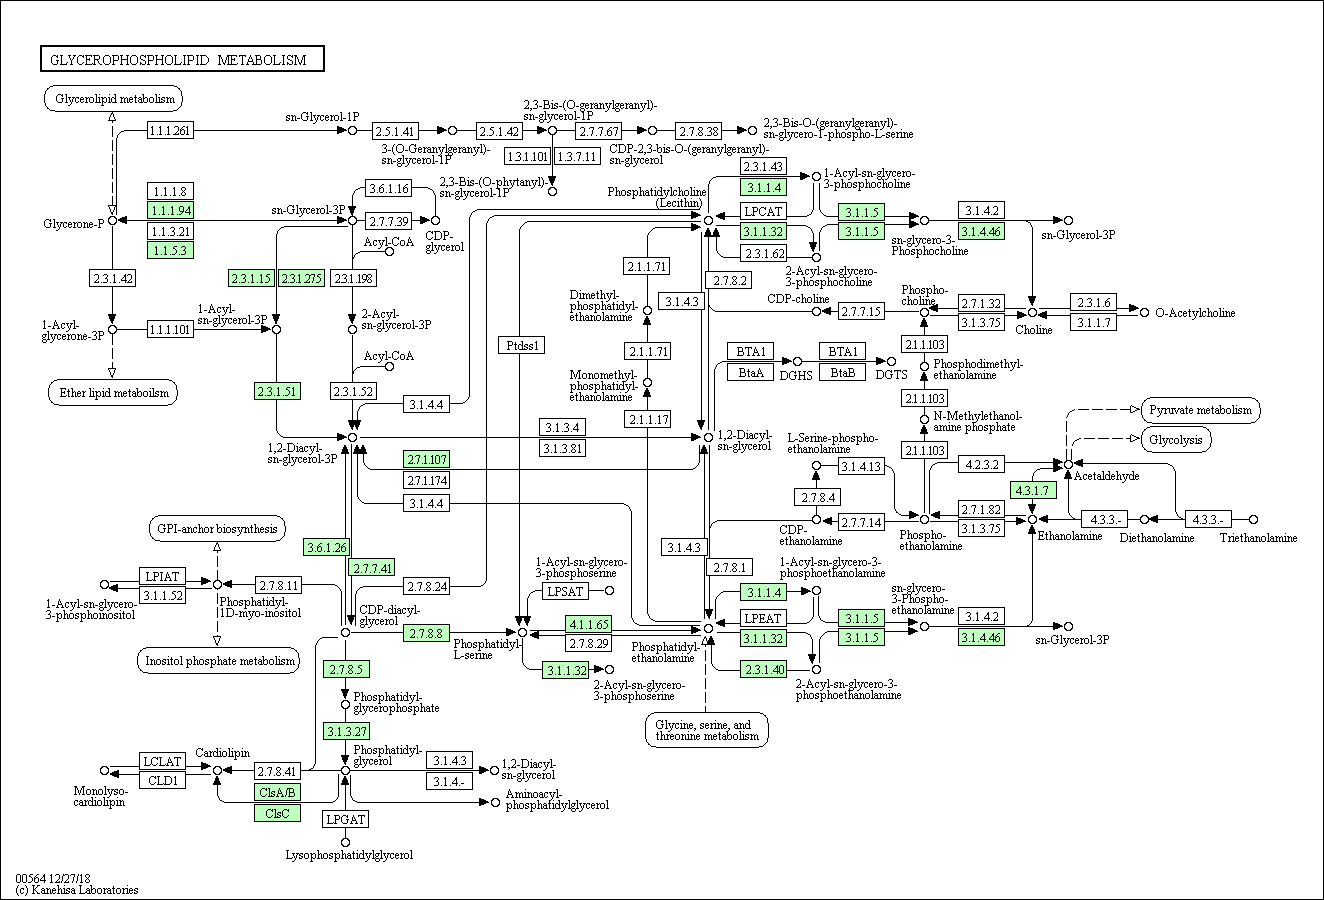 GLYCEROPHOSPHOLIPID METABOLISM
Glycerolipid metabolism
1.1.1.261
sn-Glycerol-1P
2.5.1.41
2.5.1.42
2,3-Bis-(O-geranylgeranyl)-
sn-glycerol-1P
2.7.7.67
2.7.8.38
2,3-Bis-O-(geranylgeranyl)-
sn-glycero-1-phospho-L-serine
3-(O-Geranylgeranyl)-
sn-glycerol-1P
1.3.1.101
1.3.7.11
CDP-2,3-bis-O-(geranylgeranyl)-
sn-glycerol
2,3-Bis-(O-phytanyl)-
sn-glycerol-1P
1.1.1.8
1.1.1.94
1.1.3.21
1.1.5.3
Glycerone-P
sn-Glycerol-3P
3.6.1.16
2.7.7.39
CDP-
glycerol
Acyl-CoA
Phosphatidylcholine
(Lecithin)
2.3.1.43
3.1.1.4
LPCAT
3.1.1.32
2.3.1.62
1-Acyl-sn-glycero-
3-phosphocholine
3.1.1.5
3.1.1.5
sn-glycero-3-
Phosphocholine
3.1.4.2
3.1.4.46
sn-Glycerol-3P
2-Acyl-sn-glycero-
3-phosphocholine
2.3.1.42
2.3.1.15
2.3.1.275
2.3.1.198
2.1.1.71
2.7.8.2
3.1.4.3
Dimethyl-
phosphatidyl-
ethanolamine
CDP-choline
2.7.7.15
Phospho-
choline
2.7.1.32
3.1.3.75
Choline
2.3.1.6
3.1.1.7
O-Acetylcholine
1-Acyl-
glycerone-3P
1.1.1.101
1-Acyl-
sn-glycerol-3P
2-Acyl-
sn-glycerol-3P
Acyl-CoA
Ptdss1
2.1.1.71
2.1.1.103
BTA1
BtaA
DGHS
BTA1
BtaB
DGTS
Phosphodimethyl-
ethanolamine
Ether lipid metaboilsm
2.3.1.51
2.3.1.52
3.1.4.4
Monomethyl-
phosphatidyl-
ethanolamine
2.1.1.17
2.1.1.103
N-Methylethanol-
amine phosphate
2.1.1.103
Pyruvate metabolism
Glycolysis
1,2-Diacyl-
sn-glycerol-3P
3.1.3.4
3.1.3.81
1,2-Diacyl-
sn-glycerol
L-Serine-phospho-
ethanolamine
3.1.4.13
4.2.3.2
Acetaldehyde
2.7.1.107
2.7.1.174
3.1.4.4
2.7.8.4
4.3.1.7
CDP-
ethanolamine
2.7.7.14
Phospho-
ethanolamine
2.7.1.82
3.1.3.75
Ethanolamine
4.3.3.-
Diethanolamine
4.3.3.-
Triethanolamine
GPI-anchor biosynthesis
3.6.1.26
2.7.7.41
3.1.4.3
2.7.8.1
LPIAT
3.1.1.52
1-Acyl-sn-glycero-
3-phosphoinositol
2.7.8.11
Phosphatidyl-
1D-myo-inositol
2.7.8.24
1-Acyl-sn-glycero-
3-phosphoserine
LPSAT
1-Acyl-sn-glycero-3-
phosphoethanolamine
3.1.1.4
LPEAT
3.1.1.32
2.3.1.40
3.1.1.5
3.1.1.5
sn-glycero-
3-Phospho-
ethanolamine
3.1.4.2
3.1.4.46
sn-Glycerol-3P
CDP-diacyl-
glycerol
2.7.8.8
Phosphatidyl-
L-serine
4.1.1.65
2.7.8.29
Phosphatidyl-
ethanolamine
Inositol phosphate metabolism
2.7.8.5
3.1.1.32
2-Acyl-sn-glycero-
3-phosphoserine
2-Acyl-sn-glycero-3-
phosphoethanolamine
Phosphatidyl-
glycerophosphate
Glycine, serine, and
threonine metabolism
3.1.3.27
Phosphatidyl-
glycerol
LCLAT
CLD1
Monolyso-
cardiolipin
Cardiolipin
2.7.8.41
ClsA/B
ClsC
3.1.4.3
3.1.4.-
1,2-Diacyl-
sn-glycerol
Aminoacyl-
phosphatidylglycerol
LPGAT
Lysophosphatidylglycerol
00564 12/27/18
(c) Kanehisa Laboratories